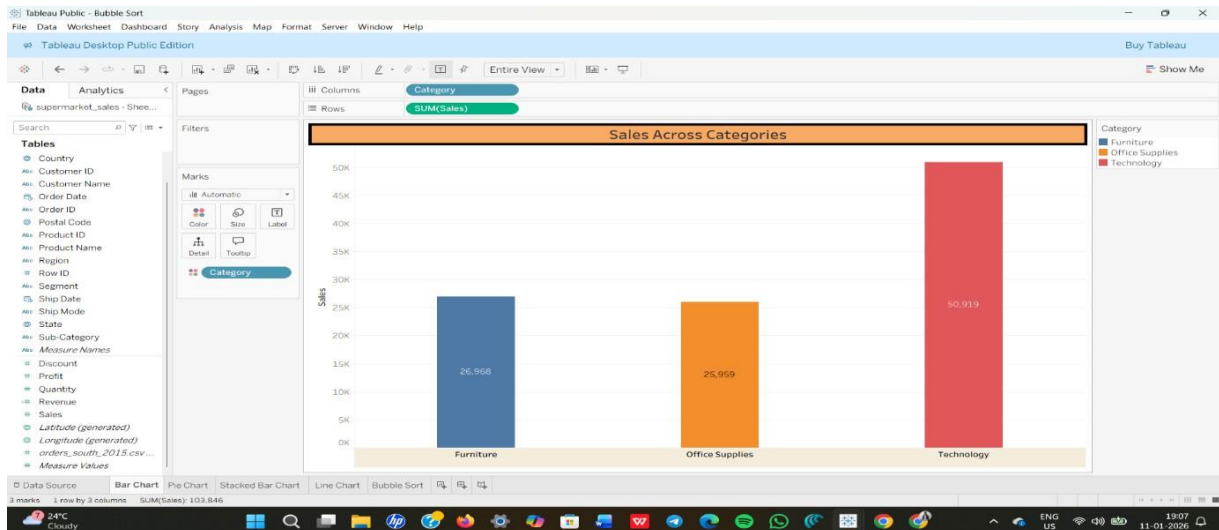 Tableau Public - Bubble Sort
File Data Worksheet Dashboard Story Analysis Map Format Server Window Help
Tableau Desktop Public Edition Buy Tableau
Entire View Show Me
Data Analytics Pages Columns Category
supermarket_sales - Shee... Rows SUM(Sales)
Search Filters Sales Across Categories Category
Tables Furniture
Country Office Supplies
Customer ID Technology
Customer Name Marks
Order Date Automatic
Order ID
Postal Code Color Size Label
Product ID
Product Name Detail Tooltip
Region
Row ID Category
Segment
Ship Date
Ship Mode
State
Sub-Category
Measure Names
Discount
Profit
Quantity
Revenue
Sales
Latitude (generated)
Longitude (generated)
orders_south_2015.csv ...
Measure Values
Sales
50K
45K
40K
35K
30K
25K
20K
15K
10K
5K
0K
26,968 25,959 50,919
Furniture Office Supplies Technology
Data Source Bar Chart Pie Chart Stacked Bar Chart Line Chart Bubble Sort
3 marks 1 row by 3 columns SUM(Sales): 103,846
24°C
Cloudy
ENG
US
19:07
11-01-2026